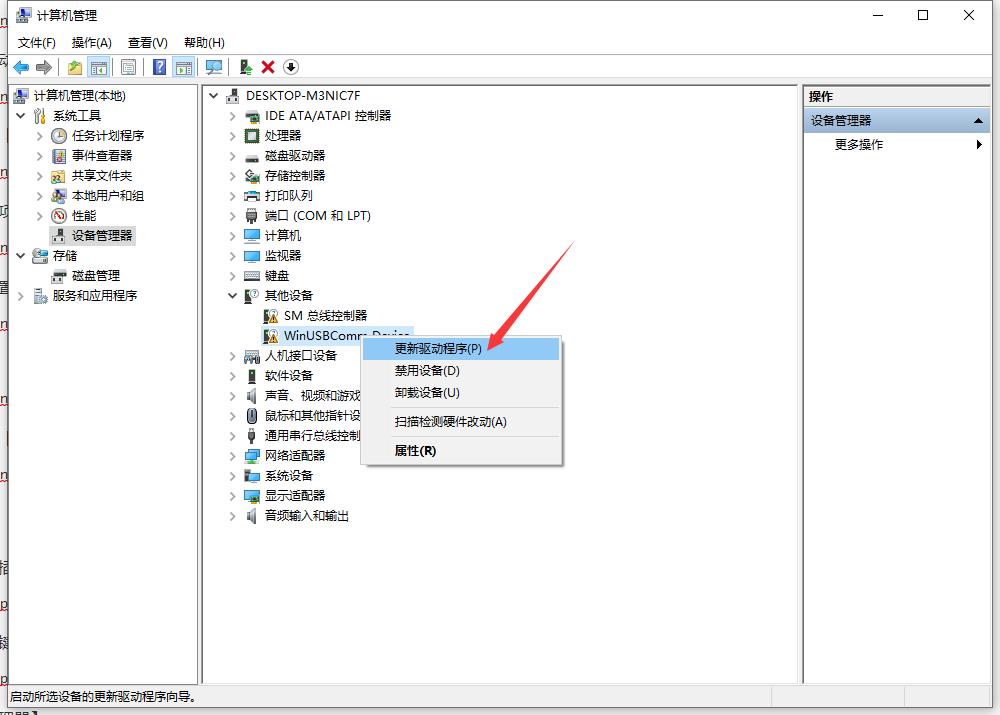 计算机管理
文件(F) 操作(A) 查看(V) 帮助(H)
计算机管理(本地)
系统工具
任务计划程序
事件查看器
共享文件夹
本地用户和组
性能
设备管理器
存储
磁盘管理
服务和应用程序
DESKTOP-M3NIC7F
IDE ATA/ATAPI 控制器
处理器
磁盘驱动器
存储控制器
打印队列
端口 (COM 和 LPT)
计算机
监视器
键盘
其他设备
SM 总线控制器
WinUSBComm Device
人机接口设备
软件设备
声音、视频和游戏
鼠标和其他指针设
通用串行总线控制
网络适配器
系统设备
显示适配器
音频输入和输出
更新驱动程序(P)
禁用设备(D)
卸载设备(U)
扫描检测硬件改动(A)
属性(R)
操作
设备管理器
更多操作
启动所选设备的更新驱动程序向导。